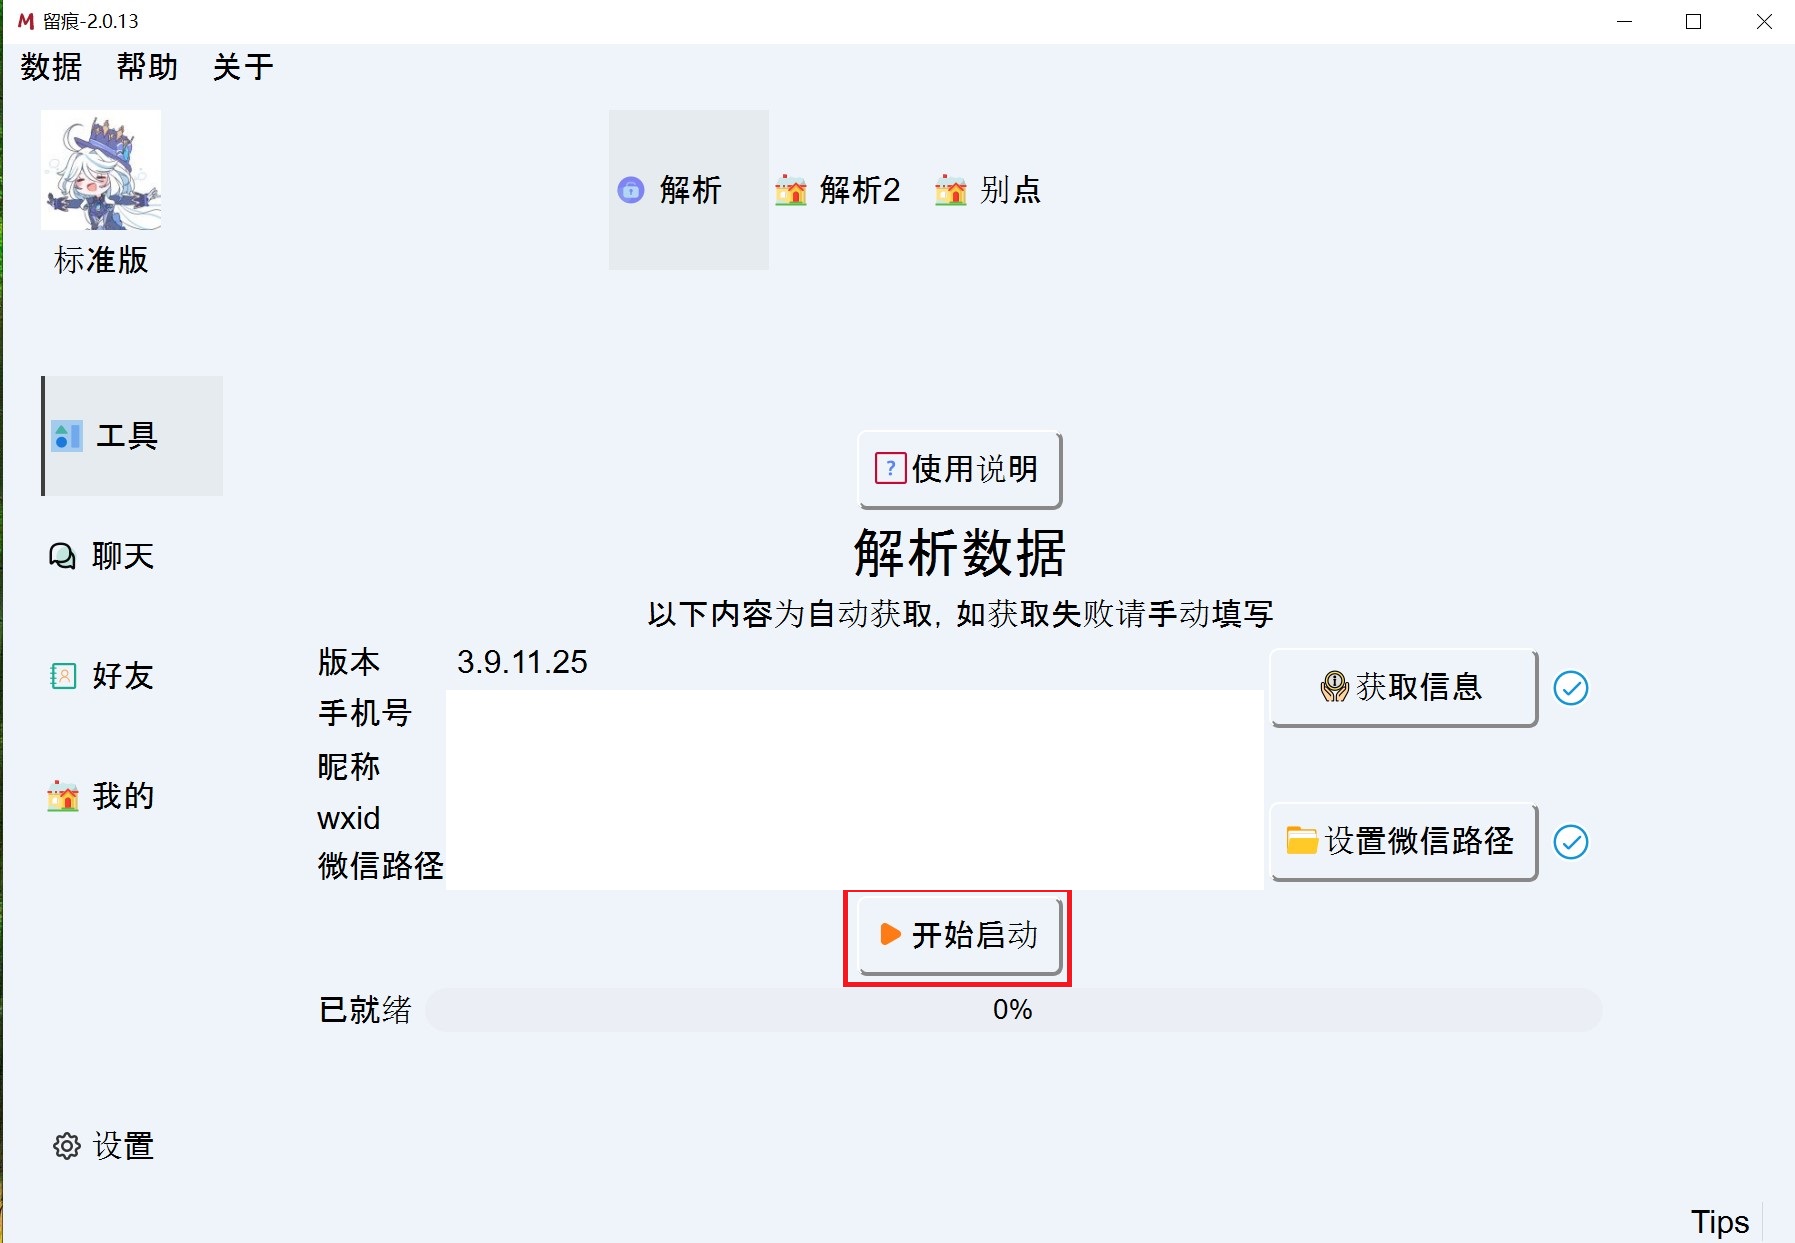 留痕-2.0.13
数据 帮助 关于
解析 解析2 别点
标准版
工具
聊天
好友
我的
设置
使用说明
解析数据
以下内容为自动获取, 如获取失败请手动填写
版本 3.9.11.25
获取信息
手机号
昵称
wxid
设置微信路径
微信路径
开始启动
已就绪 0%
Tips